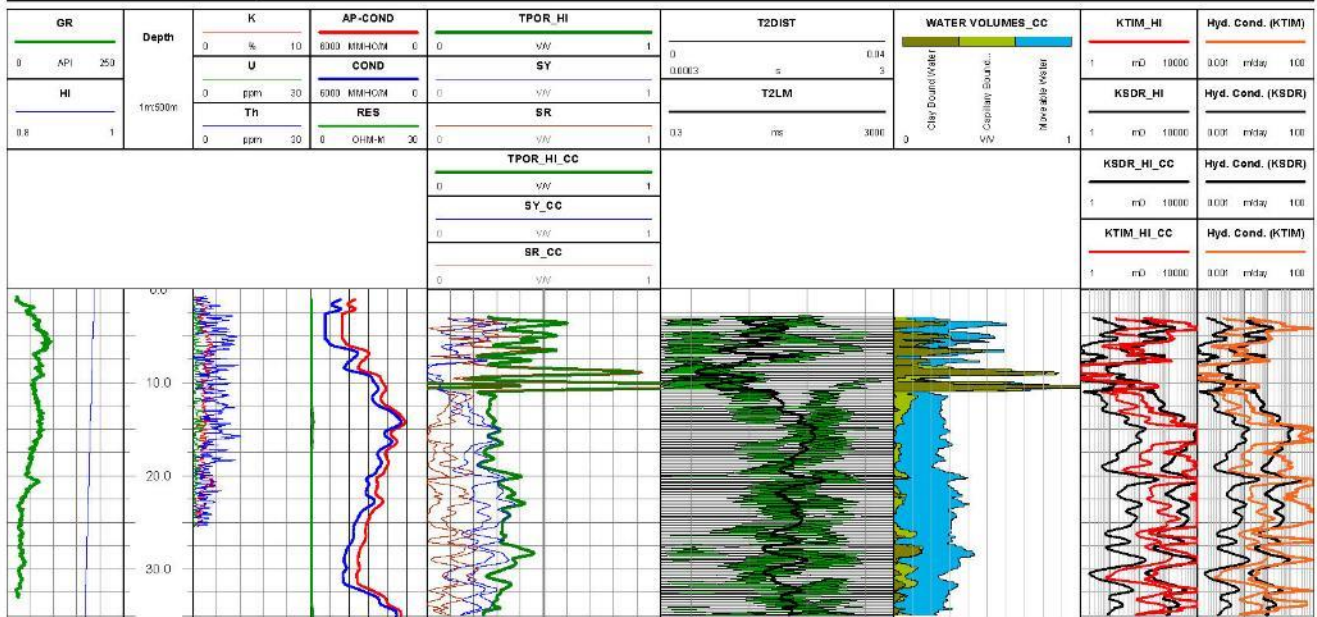 GR
0 API 250
HI
0.8 1
Depth
1m:500m
K
0 % 10
U
0 ppm 30
Th
0 ppm 20
AP-COND
6000 MMHO/M 0
COND
6000 MMHO/M 0
RES
0 OHM-M 30
TPOR_HI
0 V/V 1
SY
0 V/V 1
SR
0 V/V 1
TPOR_HI_CC
0 V/V 1
SY_CC
0 V/V 1
SR_CC
0 V/V 1
T2DIST
0 0.04
0.0003 s 3
T2LM
0.3 ms 3000
WATER VOLUMES_CC
Clay Bound Water
Capillary Bound...
Moveable Water
0 V/V 1
KTIM_HI
1 mD 10000
KSDR_HI
1 mD 10000
KSDR_HI_CC
1 mD 10000
KTIM_HI_CC
1 mD 10000
Hyd. Cond. (KTIM)
0.001 m/day 100
Hyd. Cond. (KSDR)
0.001 m/day 100
Hyd. Cond. (KSDR)
0.001 m/day 100
Hyd. Cond. (KTIM)
0.001 m/day 100
0.0
10.0
20.0
30.0